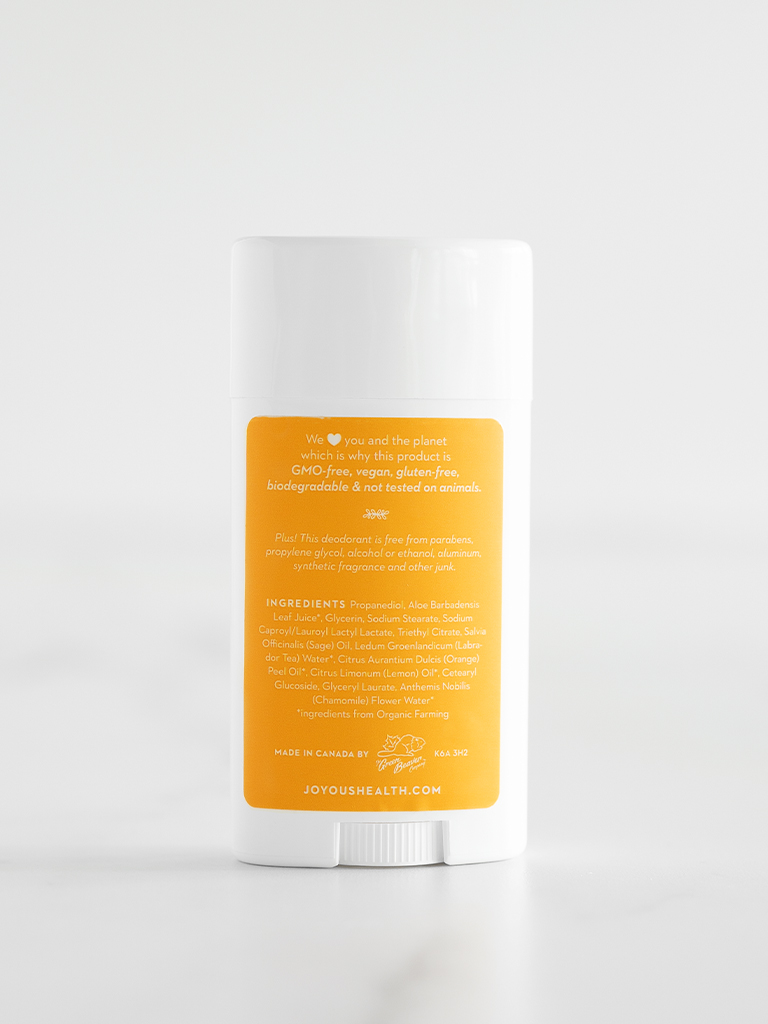 We ♥ you and the planet
which is why this product is
GMO-free, vegan, gluten-free,
biodegradable & not tested on animals.
Plus! This deodorant is free from parabens,
propylene glycol, alcohol or ethanol, aluminum,
synthetic fragrance and other junk.
INGREDIENTS Propanediol, Aloe Barbadensis
Leaf Juice*, Glycerin, Sodium Stearate, Sodium
Caproyl/Lauroyl Lactyl Lactate, Triethyl Citrate, Salvia
Officinalis (Sage) Oil, Ledum Groenlandicum (Labra-
dor Tea) Water*, Citrus Aurantium Dulcis (Orange)
Peel Oil*, Citrus Limonum (Lemon) Oil*, Cetearyl
Glucoside, Glyceryl Laurate, Anthemis Nobilis
(Chamomile) Flower Water*
*ingredients from Organic Farming
MADE IN CANADA BY
Green
Beaver
K6A 3H2
JOYOUSHEALTH.COM